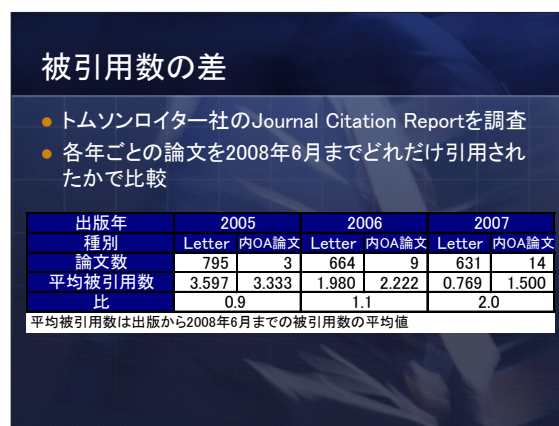 被引用数の差
トムソンロイター社のJournal Citation Reportを調査
各年ごとの論文を2008年6月までどれだけ引用され
たかで比較
出版年 2005 2006 2007
種別 Letter 内OA論文 Letter 内OA論文 Letter 内OA論文
論文数 795 3 664 9 631 14
平均被引用数 3.597 3.333 1.980 2.222 0.769 1.500
比 0.9 1.1 2.0
平均被引用数は出版から2008年6月までの被引用数の平均値